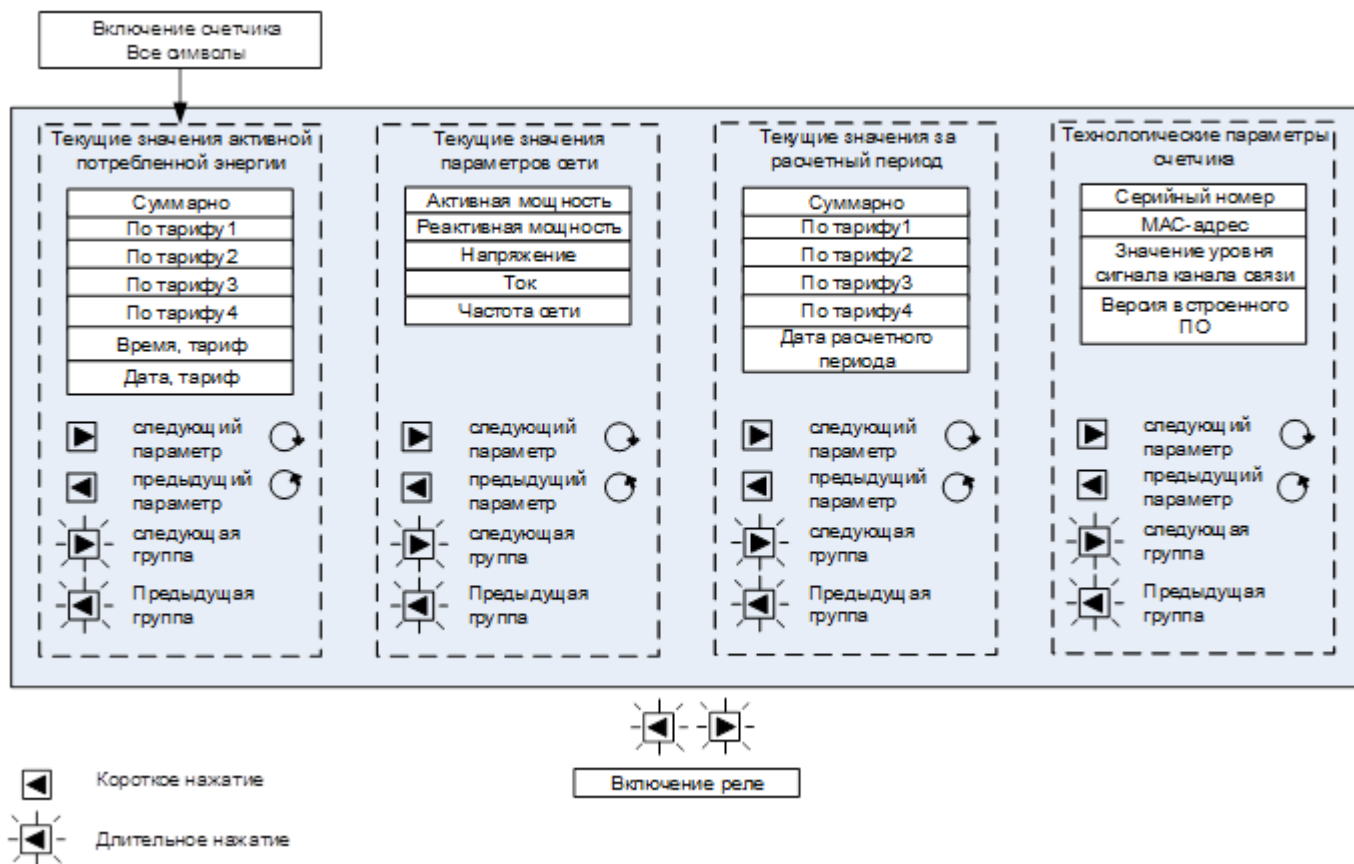 Включение счетчика
Все символы
Текущие значения активной
потребленной энергии
Суммарно
По тарифу1
По тарифу2
По тарифу3
По тарифу4
Время, тариф
Дата, тариф
следующий
параметр
предыдущий
параметр
следующая
группа
Предыдущая
группа
Текущие значения
параметров сети
Активная мощность
Реактивная мощность
Напряжение
Ток
Частота сети
следующий
параметр
предыдущий
параметр
следующая
группа
Предыдущая
группа
Текущие значения за
расчетный период
Суммарно
По тарифу1
По тарифу2
По тарифу3
По тарифу4
Дата расчетного
периода
следующий
параметр
предыдущий
параметр
следующая
группа
Предыдущая
группа
Технологические параметры
счетчика
Серийный номер
МАС-адрес
Значение уровня
сигнала канала связи
Версия встроенного
ПО
следующий
параметр
предыдущий
параметр
следующая
группа
Предыдущая
группа
Включение реле
Короткое нажатие
Длительное нажатие